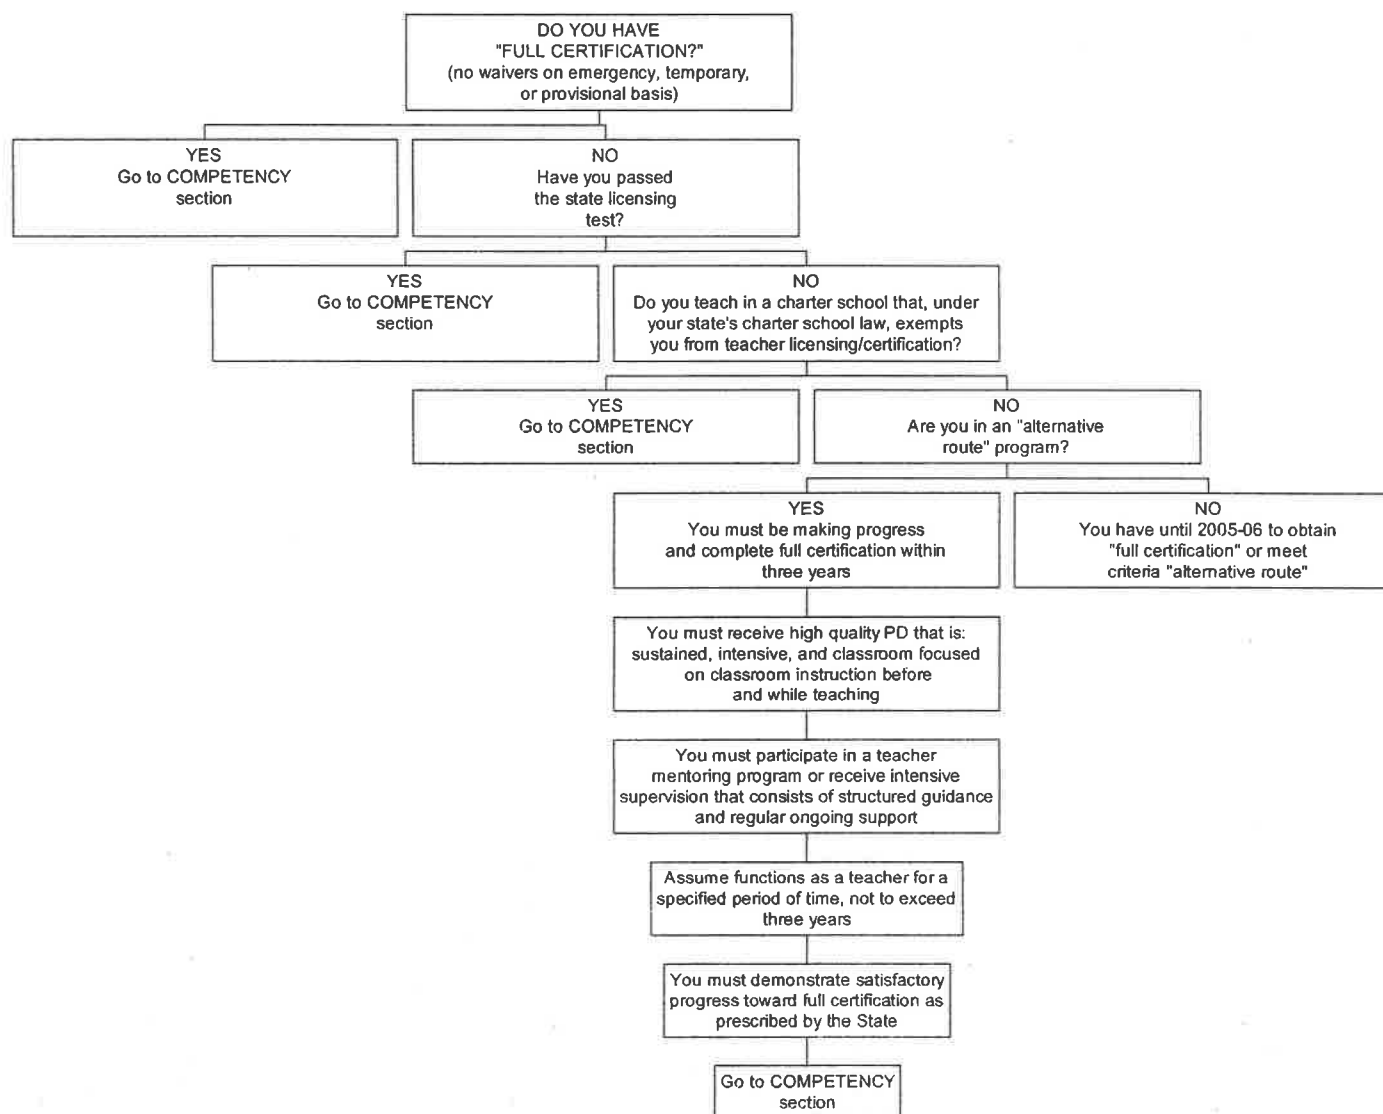 DO YOU HAVE
"FULL CERTIFICATION?"
(no waivers on emergency, temporary,
or provisional basis)
YES
Go to COMPETENCY
section
NO
Have you passed
the state licensing
test?
YES
Go to COMPETENCY
section
NO
Do you teach in a charter school that, under
your state's charter school law, exempts
you from teacher licensing/certification?
YES
Go to COMPETENCY
section
NO
Are you in an "alternative
route" program?
YES
You must be making progress
and complete full certification within
three years
NO
You have until 2005-06 to obtain
"full certification" or meet
criteria "alternative route"
You must receive high quality PD that is:
sustained, intensive, and classroom focused
on classroom instruction before
and while teaching
You must participate in a teacher
mentoring program or receive intensive
supervision that consists of structured guidance
and regular ongoing support
Assume functions as a teacher for a
specified period of time, not to exceed
three years
You must demonstrate satisfactory
progress toward full certification as
prescribed by the State
Go to COMPETENCY
section